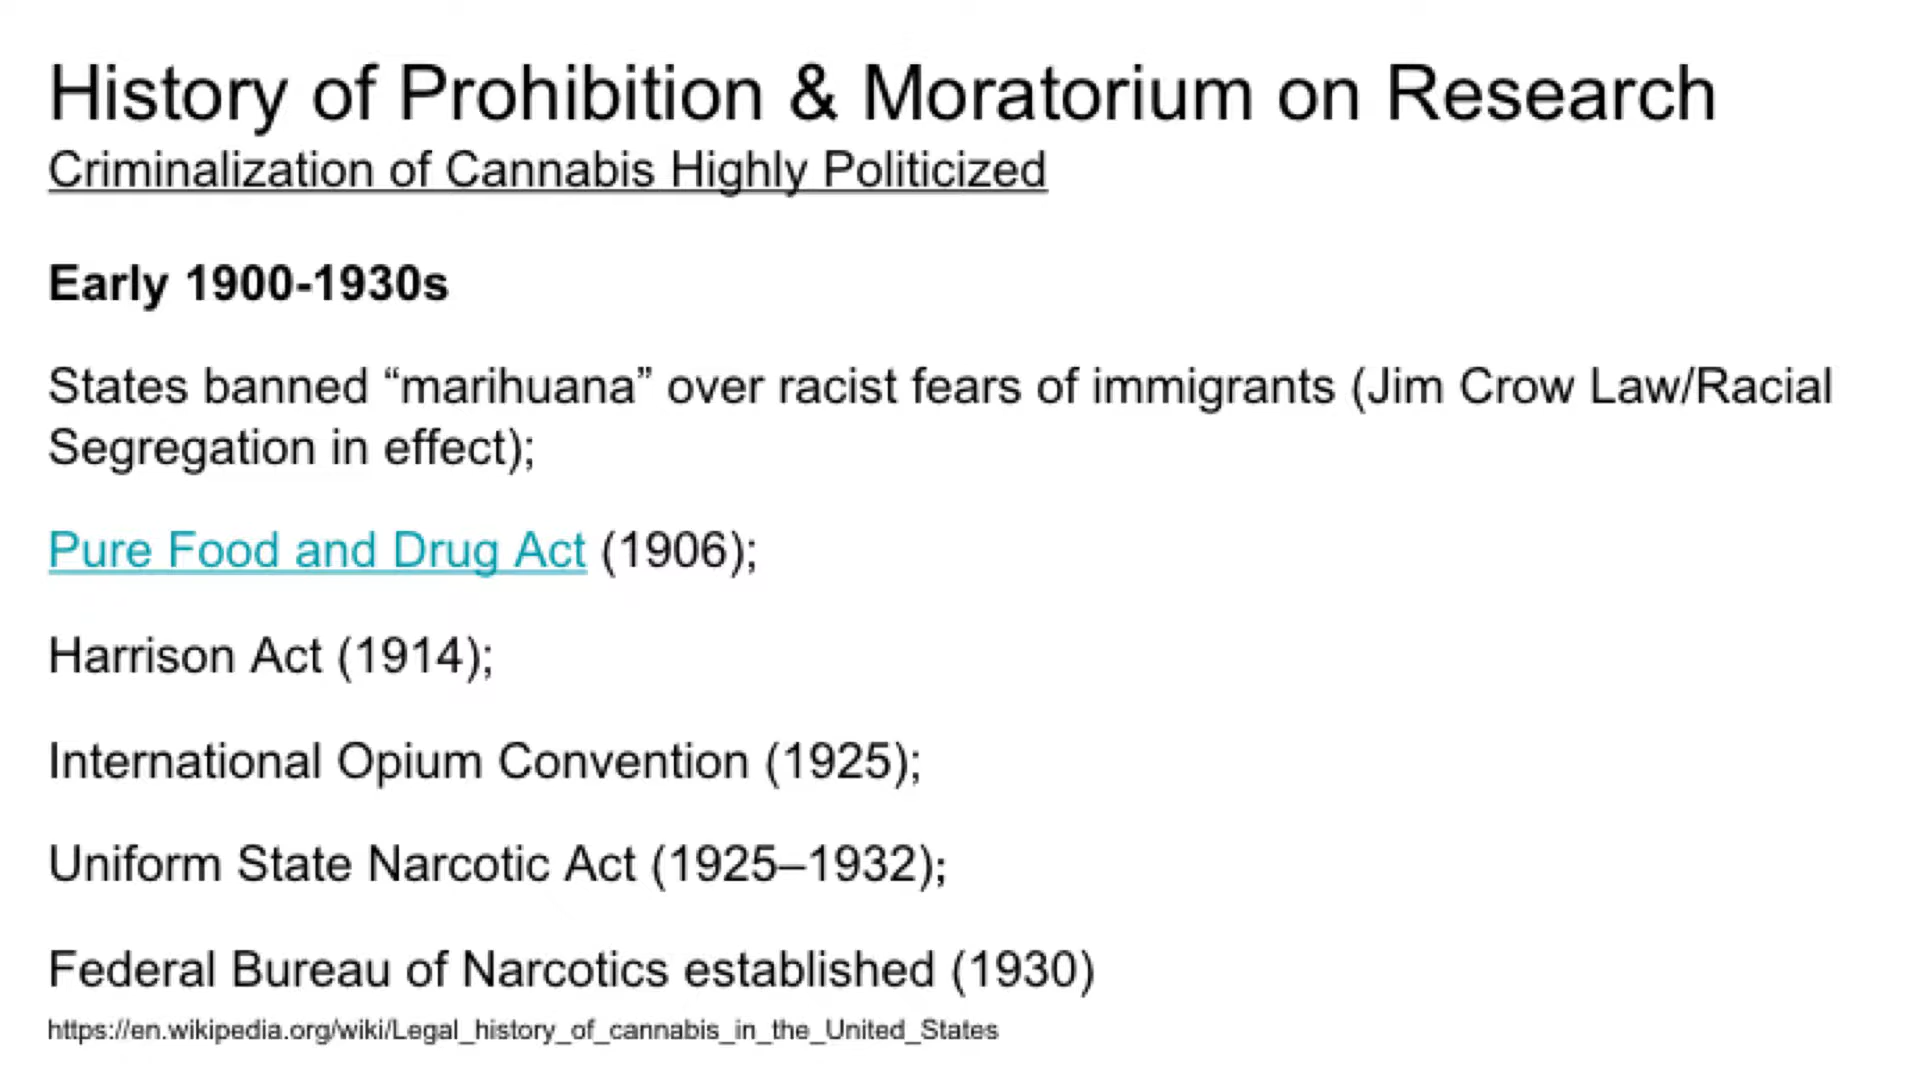 History of Prohibition & Moratorium on Research
Criminalization of Cannabis Highly Politicized
Early 1900-1930s
States banned “marihuana” over racist fears of immigrants (Jim Crow Law/Racial
Segregation in effect);
Pure Food and Drug Act (1906);
Harrison Act (1914);
International Opium Convention (1925);
Uniform State Narcotic Act (1925–1932);
Federal Bureau of Narcotics established (1930)
https://en.wikipedia.org/wiki/Legal_history_of_cannabis_in_the_United_States